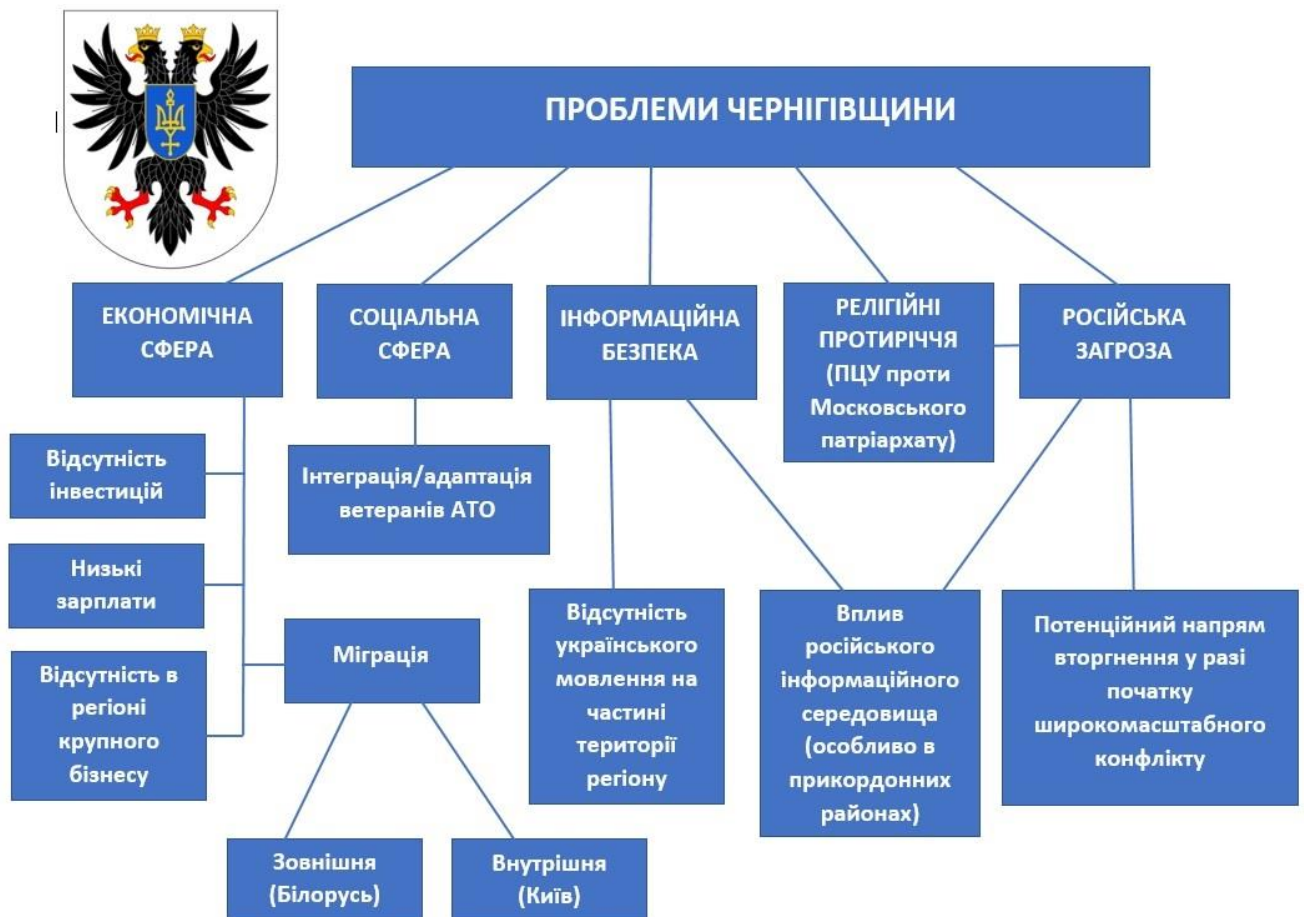 ПРОБЛЕМИ ЧЕРНІГІВЩИНИ
ЕКОНОМІЧНА
СФЕРА
СОЦІАЛЬНА
СФЕРА
ІНФОРМАЦІЙНА
БЕЗПЕКА
РЕЛІГІЙНІ
ПРОТИРІЧЧЯ
(ПЦУ проти
Московського
патріархату)
РОСІЙСЬКА
ЗАГРОЗА
Відсутність
інвестицій
Інтеграція/адаптація
ветеранів АТО
Низькі
зарплати
Відсутність в
регіоні
крупного
бізнесу
Міграція
Відсутність
українського
мовлення на
частині
території
регіону
Вплив
російського
інформаційного
середовища
(особливо в
прикордонних
районах)
Потенційний напрям
вторгнення у разі
початку
широкомасштабного
конфлікту
Зовнішня
(Білорусь)
Внутрішня
(Київ)